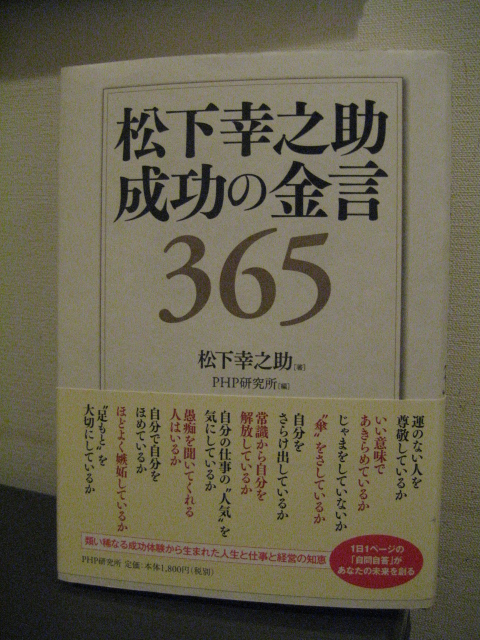 松下幸之助
成功の金言
365
松下幸之助[著]
PHP研究所[編]
運のない人を
尊敬しているか
いい意味で
あきらめているか
じゃまをしていないか
“傘”をさしているか
自分を
さらけ出しているか
常識から自分を
解放しているか
自分の仕事の“人気”を
気にしているか
愚痴を聞いてくれる
人はいるか
自分で自分を
ほめているか
ほどよく嫉妬しているか
“足もと”を
大切にしているか
類い稀なる成功体験から生まれた人生と仕事と経営の知恵
PHP研究所 定価:本体1,800円(税別)
1日1ページの
「自問自答」が
あなたの未来を創る